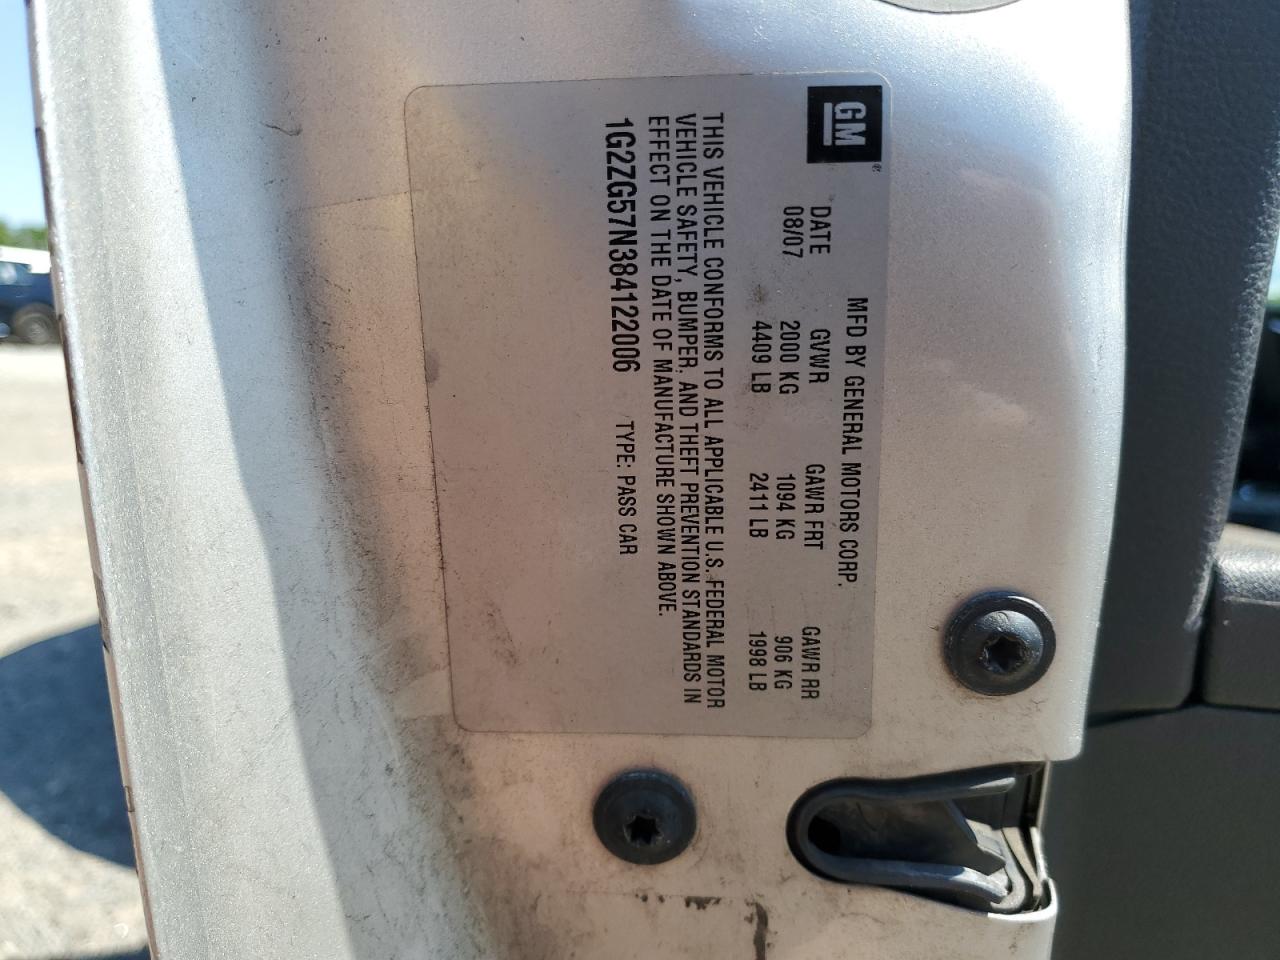 GM
®
MFD BY GENERAL MOTORS CORP.
DATE GVWR GAWR FRT GAWR RR
08/07 2000 KG 1094 KG 906 KG
4409 LB 2411 LB 1998 LB
THIS VEHICLE CONFORMS TO ALL APPLICABLE U.S. FEDERAL MOTOR
VEHICLE SAFETY, BUMPER, AND THEFT PREVENTION STANDARDS IN
EFFECT ON THE DATE OF MANUFACTURE SHOWN ABOVE.
1G2ZG57N384122006 TYPE: PASS CAR